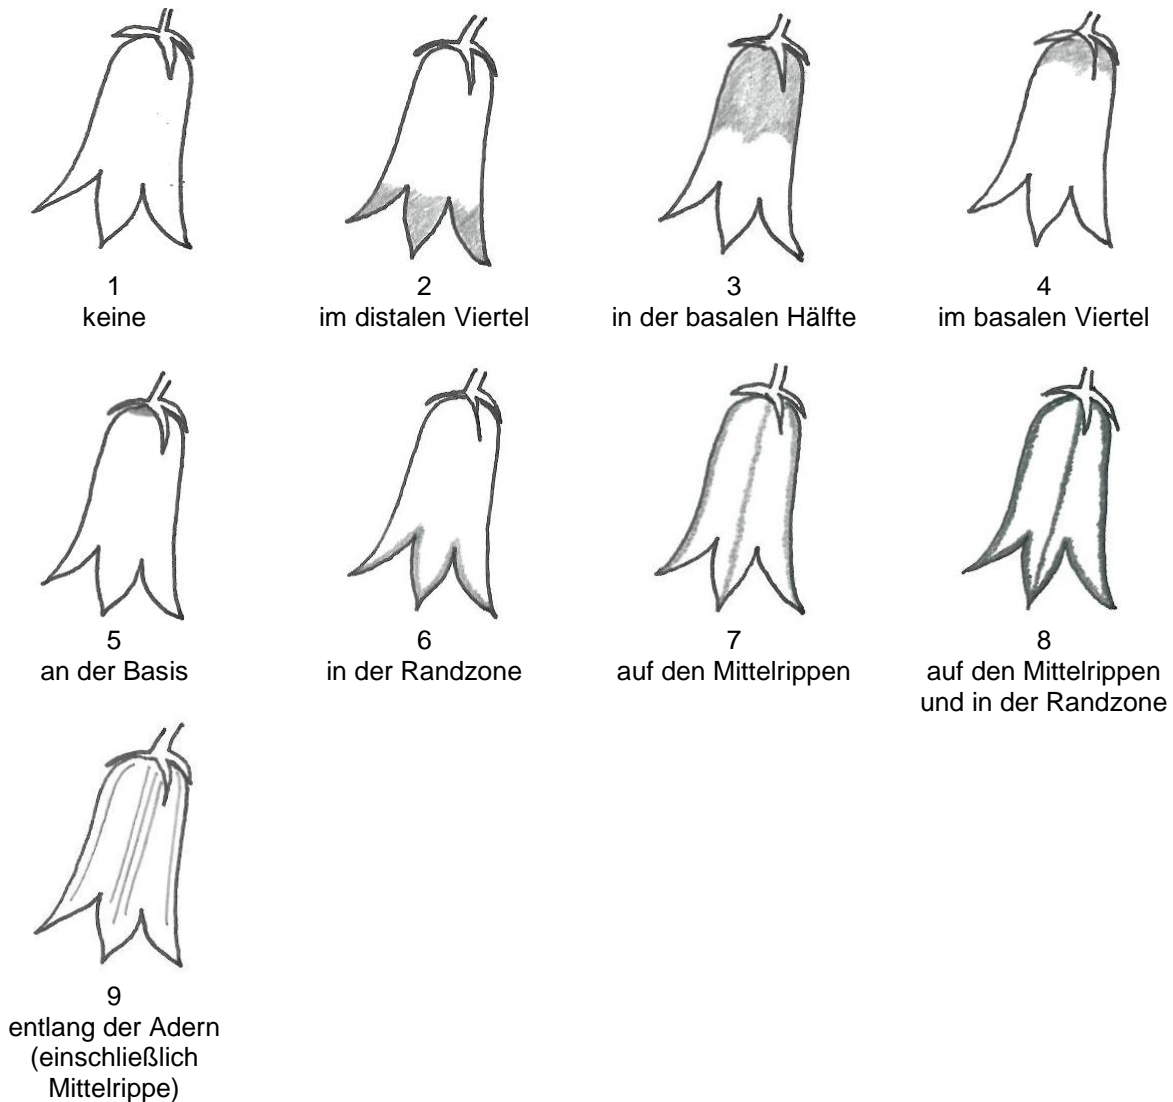 1
keine
2
im distalen Viertel
3
in der basalen Hälfte
4
im basalen Viertel
5
an der Basis
6
in der Randzone
7
auf den Mittelrippen
8
auf den Mittelrippen
und in der Randzone
9
entlang der Adern
(einschließlich
Mittelrippe)